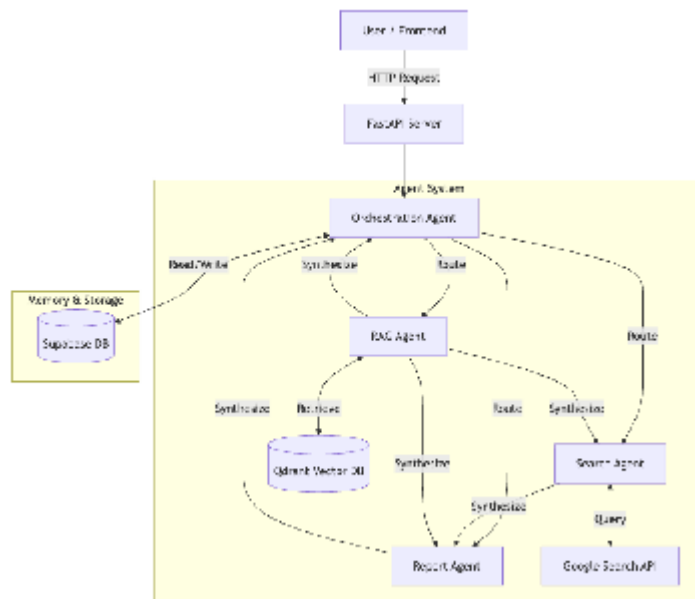 User / Frontend
HTTP Request
FastAPI Server
Agent System
Orchestration Agent
Read/Write
Synthesize
Route
Memory & Storage
Supabase DB
RAG Agent
Route
Synthesize
Retrieve
Route
Synthesize
Qdrant Vector DB
Synthesize
Search Agent
Synthesize
Query
Report Agent
Google Search API